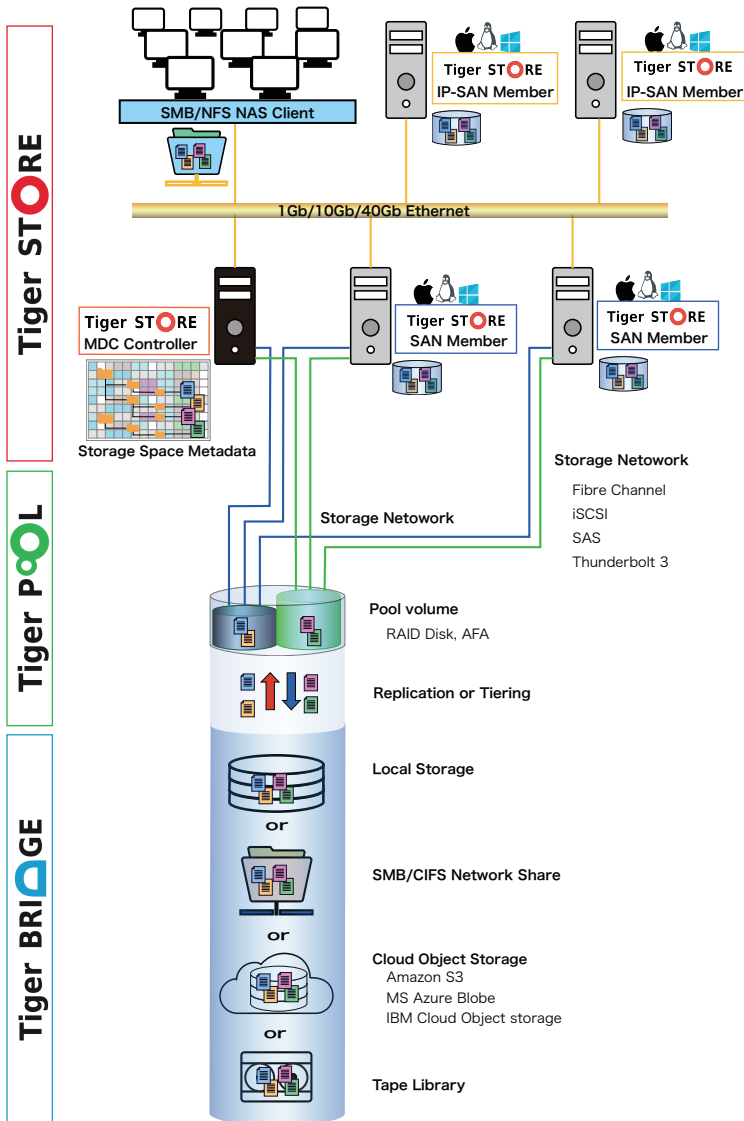 SMB/NFS NAS Client
Tiger STORE
IP-SAN Member
Tiger STORE
IP-SAN Member
1Gb/10Gb/40Gb Ethernet
Tiger STORE
Tiger STORE
MDC Controller
Tiger STORE
SAN Member
Tiger STORE
SAN Member
Storage Space Metadata
Storage Netowork
Fibre Channel
iSCSI
SAS
Thunderbolt 3
Storage Netowork
Tiger POOL
Pool volume
RAID Disk, AFA
Replication or Tiering
Tiger BRIDGE
Local Storage
or
SMB/CIFS Network Share
or
Cloud Object Storage
Amazon S3
MS Azure Blobe
IBM Cloud Object storage
or
Tape Library